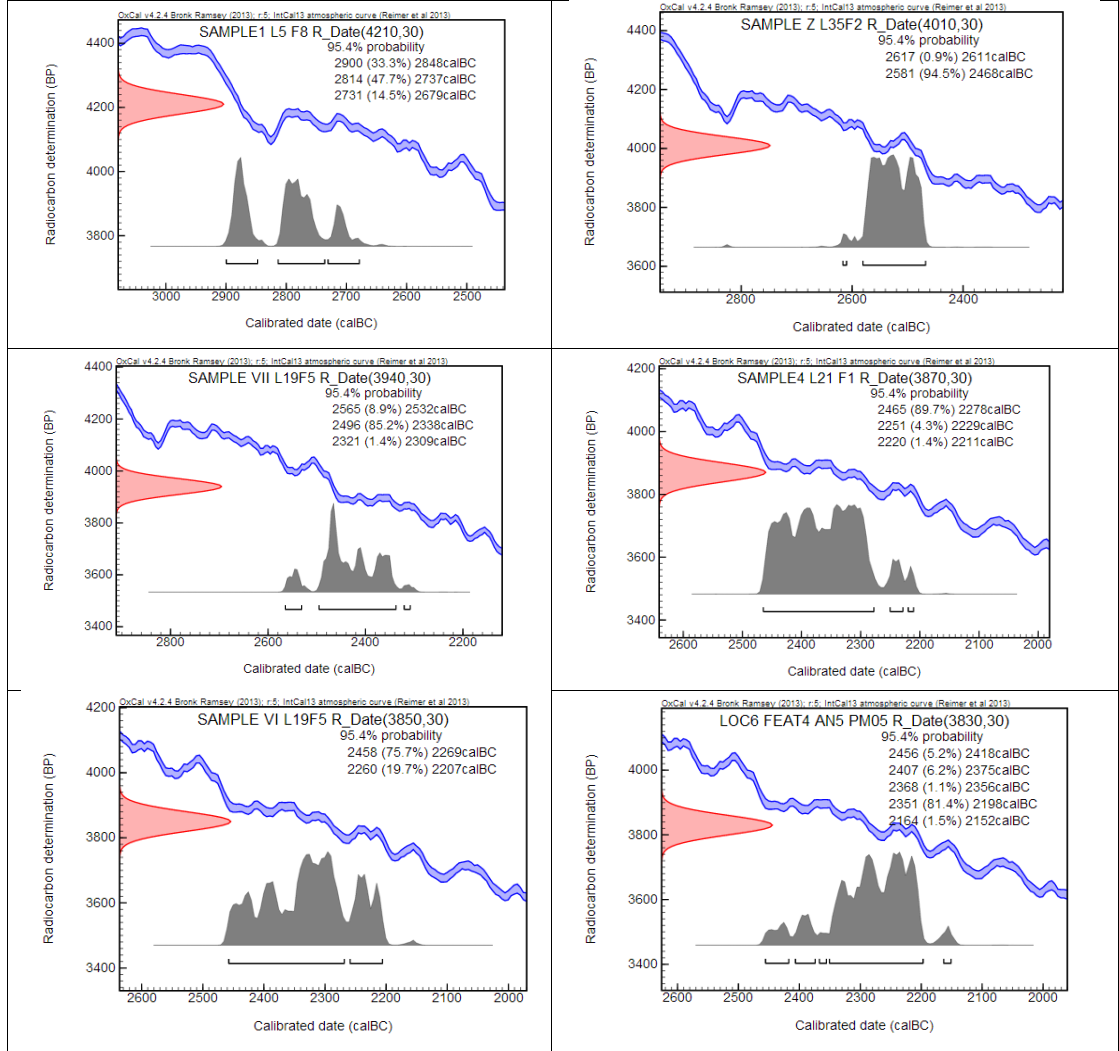 OxCal v4.2.4 Bronk Ramsey (2013); r:5; IntCal13 atmospheric curve (Reimer et al 2013)
SAMPLE1 L5 F8 R_Date(4210,30)
95.4% probability
2900 (33.3%) 2848calBC
2814 (47.7%) 2737calBC
2731 (14.5%) 2679calBC
Radiocarbon determination (BP)
4400
4200
4000
3800
3000 2900 2800 2700 2600 2500
Calibrated date (calBC)
OxCal v4.2.4 Bronk Ramsey (2013); r:5; IntCal13 atmospheric curve (Reimer et al 2013)
SAMPLE Z L35F2 R_Date(4010,30)
95.4% probability
2617 (0.9%) 2611calBC
2581 (94.5%) 2468calBC
Radiocarbon determination (BP)
4400
4200
4000
3800
3600
2800 2600 2400
Calibrated date (calBC)
OxCal v4.2.4 Bronk Ramsey (2013); r:5; IntCal13 atmospheric curve (Reimer et al 2013)
SAMPLE VII L19F5 R_Date(3940,30)
95.4% probability
2565 (8.9%) 2532calBC
2496 (85.2%) 2338calBC
2321 (1.4%) 2309calBC
Radiocarbon determination (BP)
4400
4200
4000
3800
3600
3400
2800 2600 2400 2200
Calibrated date (calBC)
OxCal v4.2.4 Bronk Ramsey (2013); r:5; IntCal13 atmospheric curve (Reimer et al 2013)
SAMPLE4 L21 F1 R_Date(3870,30)
95.4% probability
2465 (89.7%) 2278calBC
2251 (4.3%) 2229calBC
2220 (1.4%) 2211calBC
Radiocarbon determination (BP)
4200
4000
3800
3600
3400
2600 2500 2400 2300 2200 2100 2000
Calibrated date (calBC)
OxCal v4.2.4 Bronk Ramsey (2013); r:5; IntCal13 atmospheric curve (Reimer et al 2013)
SAMPLE VI L19F5 R_Date(3850,30)
95.4% probability
2458 (75.7%) 2269calBC
2260 (19.7%) 2207calBC
Radiocarbon determination (BP)
4200
4000
3800
3600
3400
2600 2500 2400 2300 2200 2100 2000
Calibrated date (calBC)
OxCal v4.2.4 Bronk Ramsey (2013); r:5; IntCal13 atmospheric curve (Reimer et al 2013)
LOC6 FEAT4 AN5 PM05 R_Date(3830,30)
95.4% probability
2456 (5.2%) 2418calBC
2407 (6.2%) 2375calBC
2368 (1.1%) 2356calBC
2351 (81.4%) 2198calBC
2164 (1.5%) 2152calBC
Radiocarbon determination (BP)
4000
3800
3600
3400
2600 2500 2400 2300 2200 2100 2000
Calibrated date (calBC)